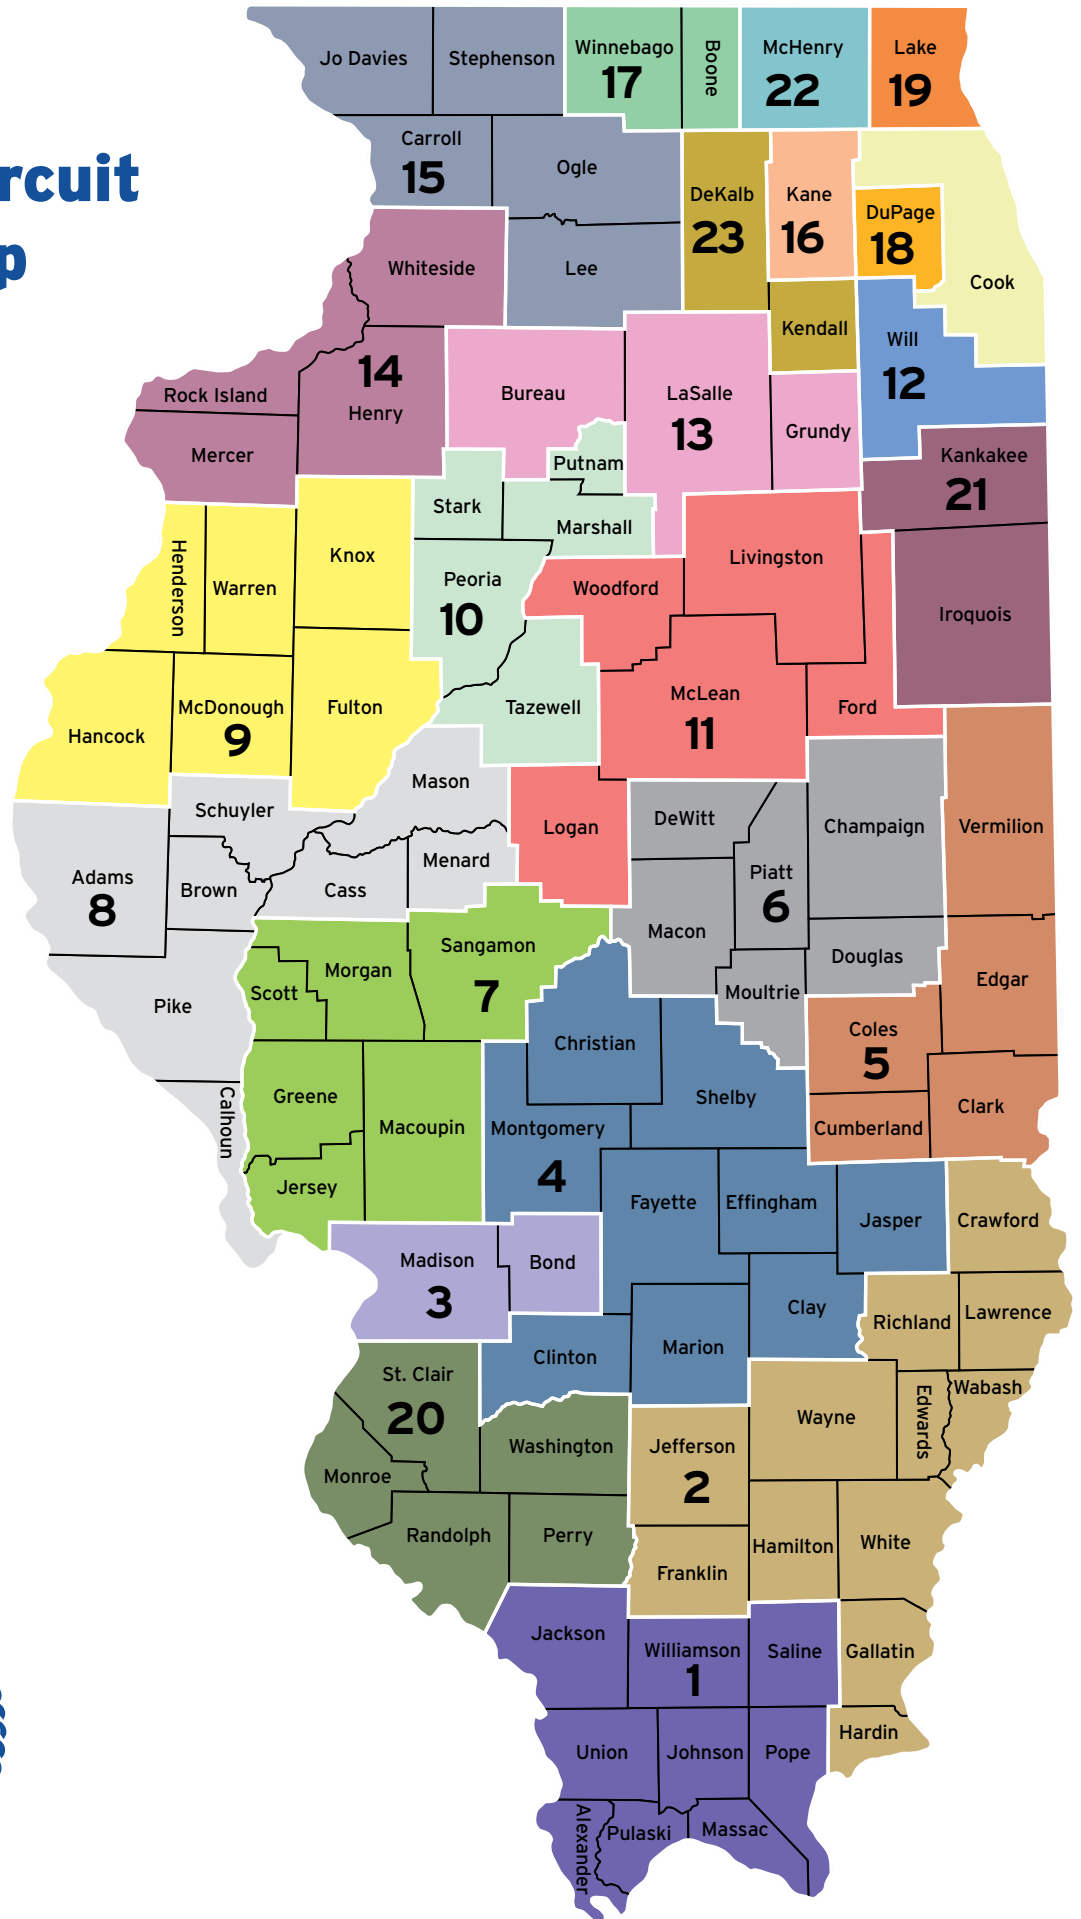 rcuit
p
Jo Davies
Stephenson
Winnebago
17
Boone
McHenry
22
Lake
19
Carroll
15
Ogle
DeKalb
23
Kane
16
DuPage
18
Cook
Whiteside
Lee
Kendall
Will
12
14
Henry
Rock Island
Mercer
Bureau
LaSalle
13
Grundy
Putnam
Kankakee
21
Stark
Marshall
Henderson
Warren
Knox
Peoria
10
Woodford
Livingston
Iroquois
Hancock
McDonough
9
Fulton
Tazewell
McLean
11
Ford
Mason
Schuyler
Logan
DeWitt
Champaign
Vermilion
Adams
8
Brown
Cass
Menard
Piatt
6
Macon
Sangamon
7
Morgan
Scott
Pike
Douglas
Moultrie
Edgar
Christian
Coles
5
Shelby
Greene
Calhoun
Macoupin
Montgomery
4
Cumberland
Clark
Jersey
Fayette
Effingham
Jasper
Crawford
Madison
3
Bond
Clay
Richland
Lawrence
Clinton
Marion
St. Clair
20
Wayne
Edwards
Wabash
Washington
Jefferson
2
Monroe
Randolph
Perry
Hamilton
White
Franklin
Jackson
Williamson
1
Saline
Gallatin
Hardin
Union
Johnson
Pope
Alexander
Pulaski
Massac